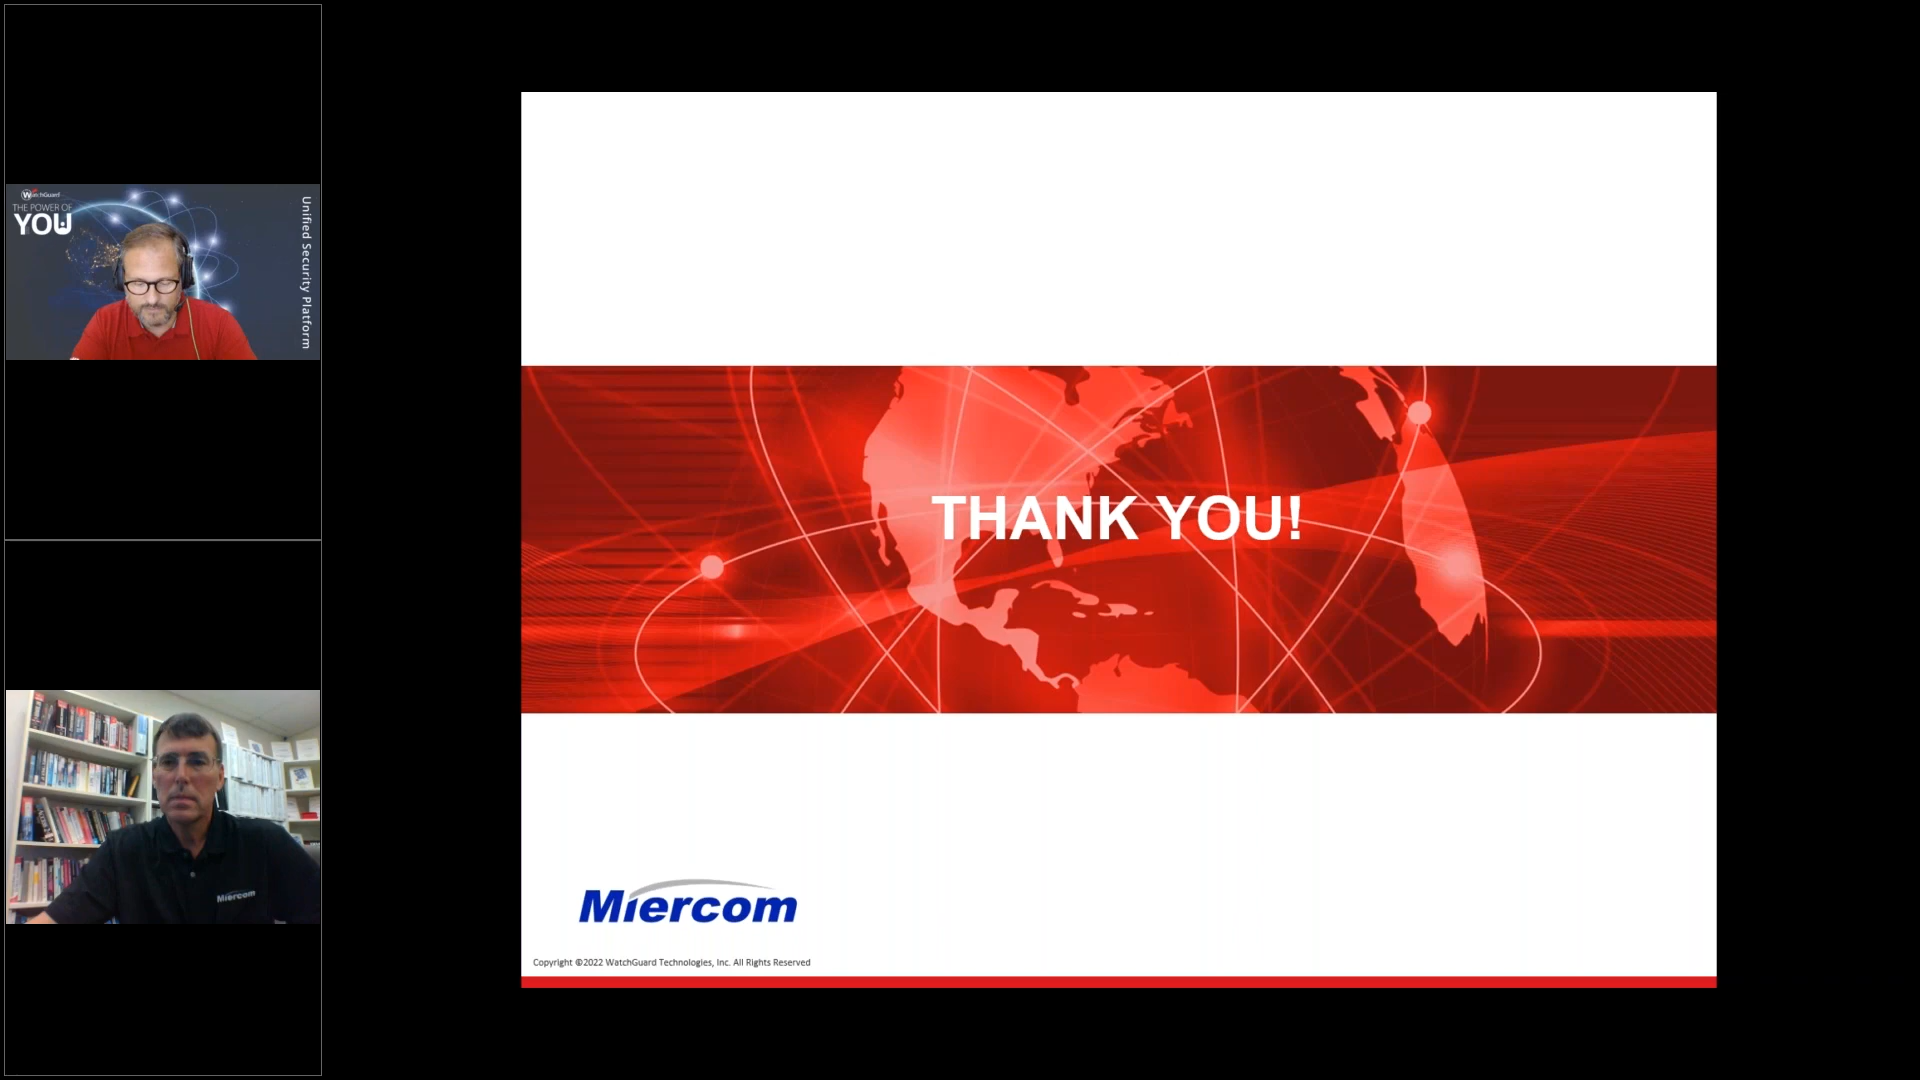 WatchGuard
THE POWER OF
YOU
Unified Security Platform
THANK YOU!
Miercom
Miercom
Copyright ©2022 WatchGuard Technologies, Inc. All Rights Reserved